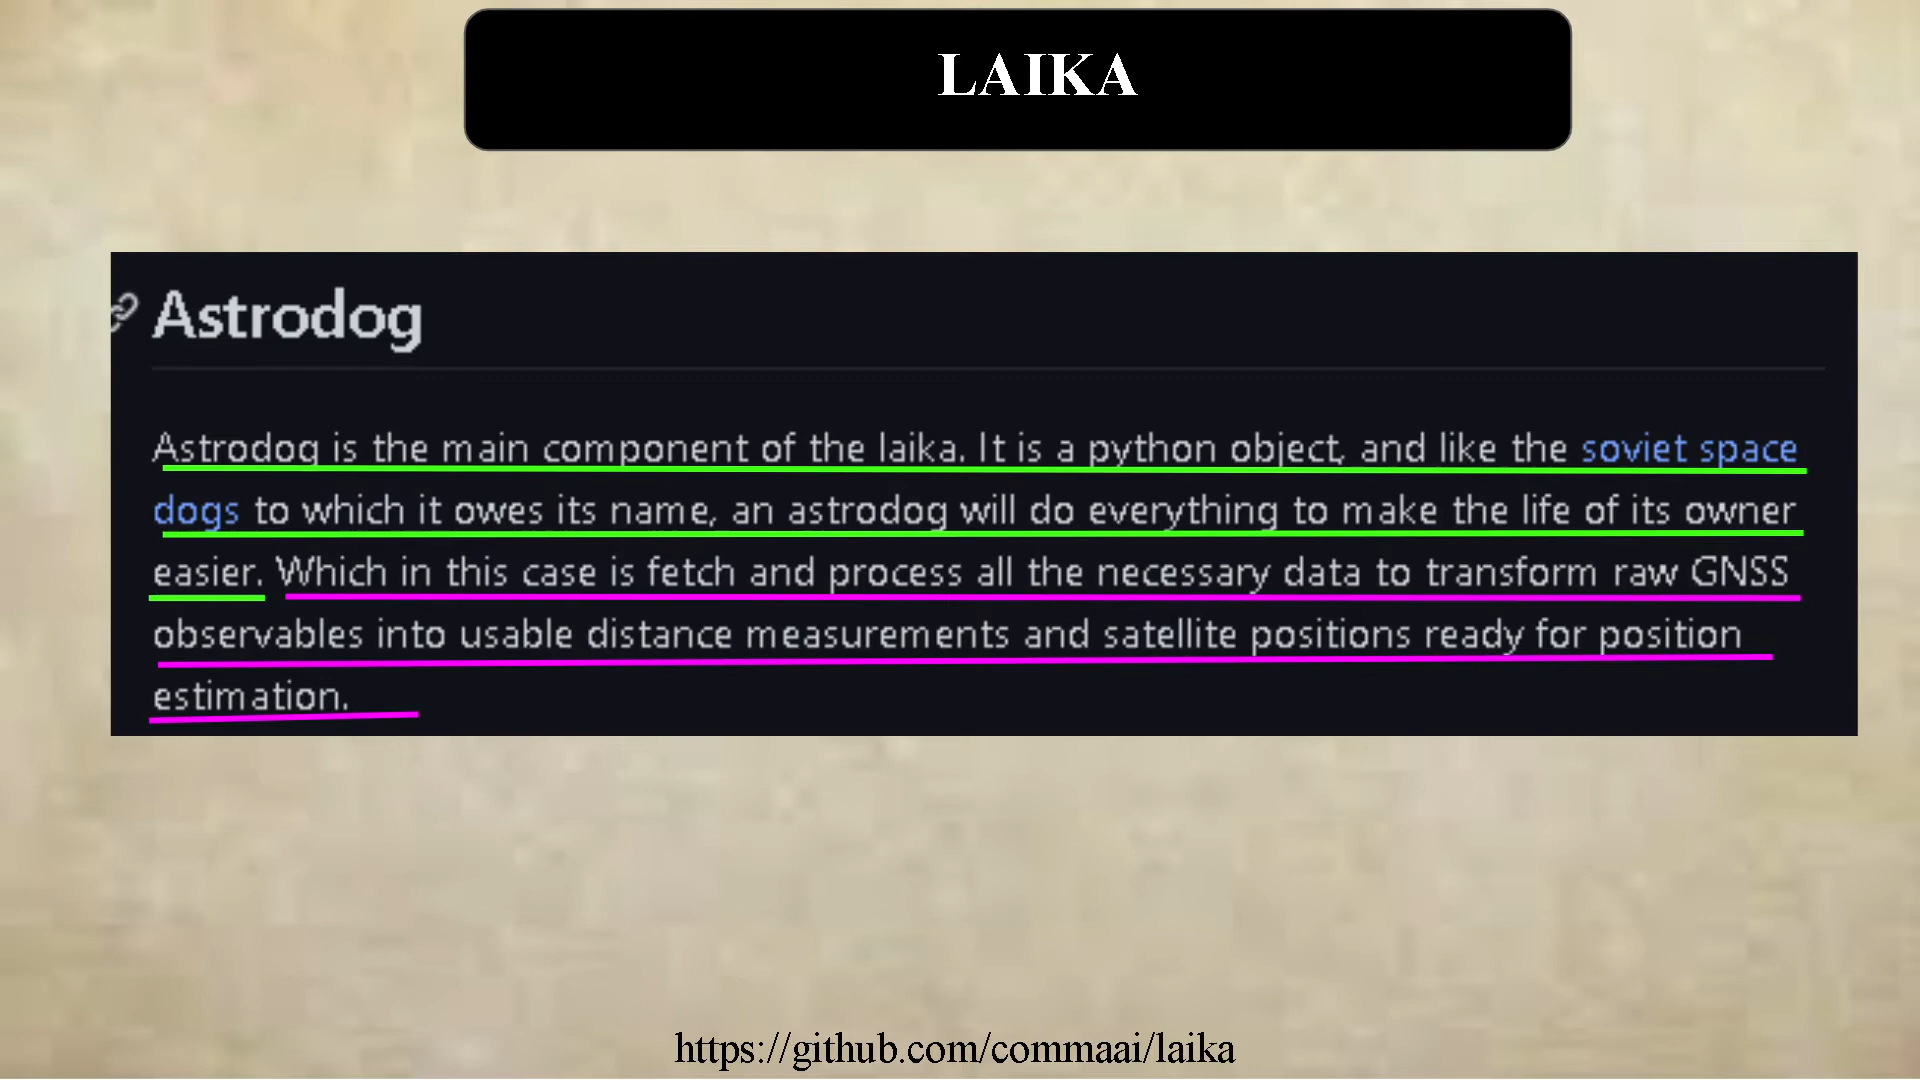 LAIKA
Astrodog
Astrodog is the main component of the laika. It is a python object, and like the soviet space
dogs to which it owes its name, an astrodog will do everything to make the life of its owner
easier. Which in this case is fetch and process all the necessary data to transform raw GNSS
observables into usable distance measurements and satellite positions ready for position
estimation.
https://github.com/commaai/laika